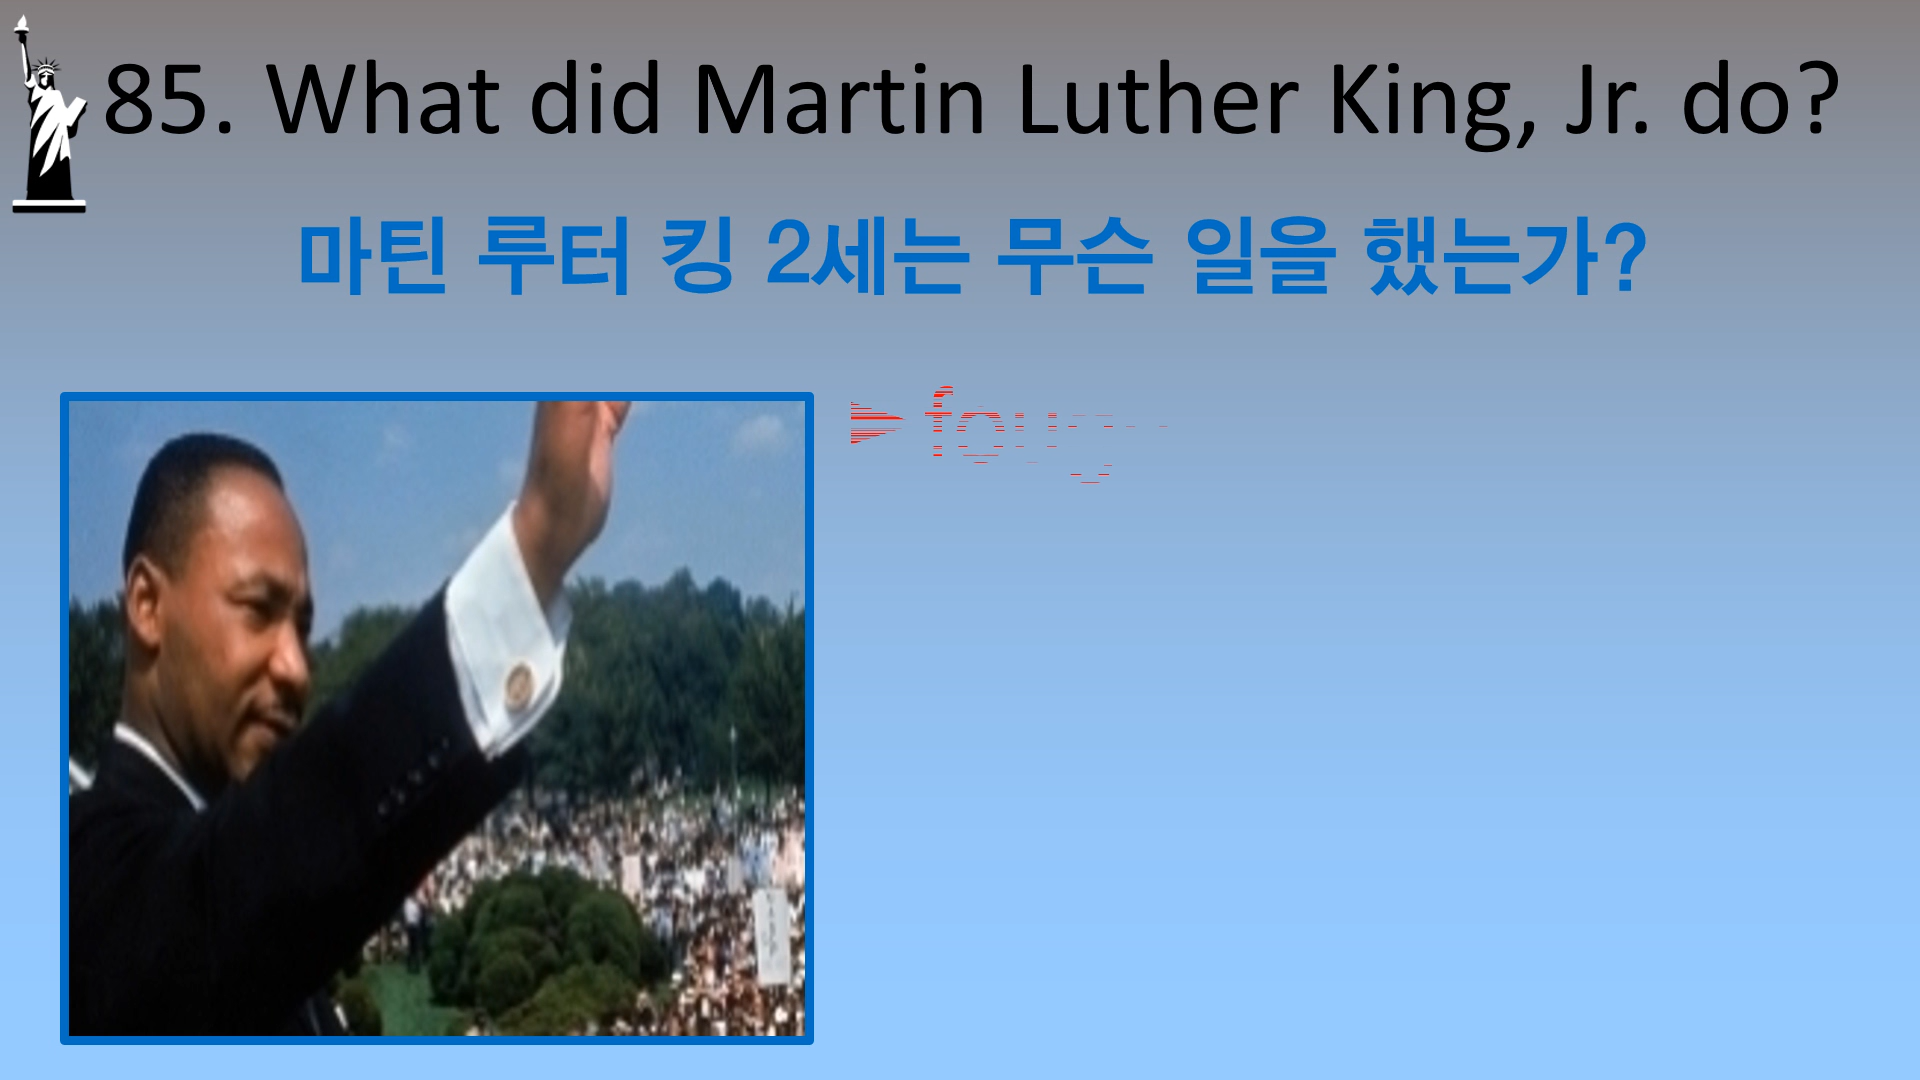 85. What did Martin Luther King, Jr. do?
마틴 루터 킹 2세는 무슨 일을 했는가?